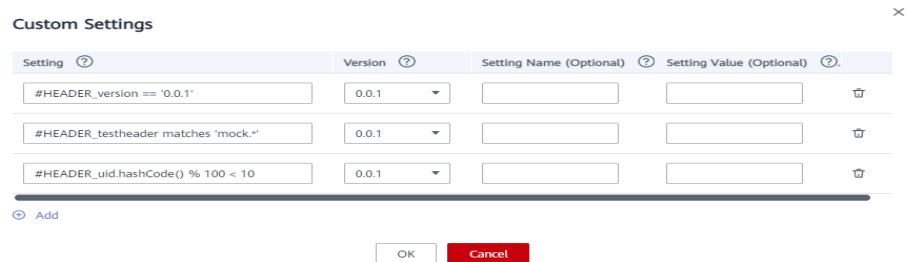 Custom Settings
Setting Version Setting Name (Optional) Setting Value (Optional)
#HEADER_version == '0.0.1' 0.0.1
#HEADER_testheader matches 'mock.*' 0.0.1
#HEADER_uid.hashCode() % 100 < 10 0.0.1
Add
OK Cancel